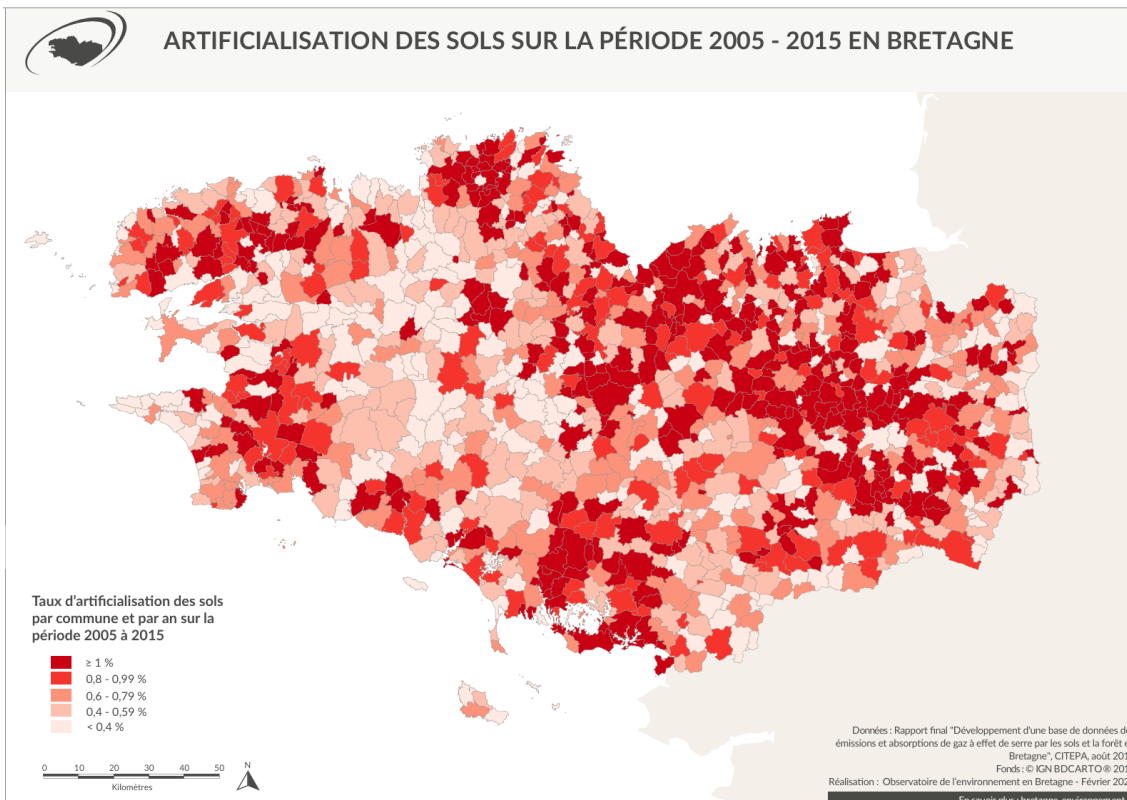 ARTIFICIALISATION DES SOLS SUR LA PÉRIODE 2005 - 2015 EN BRETAGNE
Taux d'artificialisation des sols
par commune et par an sur la
période 2005 à 2015
≥ 1 %
0,8 - 0,99 %
0,6 - 0,79 %
0,4 - 0,59 %
< 0,4 %
0 10 20 30 40 50
Kilomètres
N
Données : Rapport final "Développement d'une base de données de
émissions et absorptions de gaz à effet de serre par les sols et la forêt e
Bretagne", CITEPA, août 201
Fonds : © IGN BDCARTO® 201
Réalisation : Observatoire de l'environnement en Bretagne - Février 202